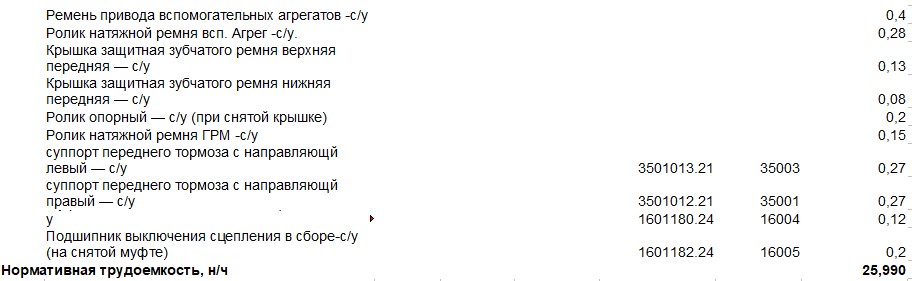 Ремень привода вспомогательных агрегатов -с/у 0,4
Ролик натяжной ремня всп. Агрег -с/у. 0,28
Крышка защитная зубчатого ремня верхняя
передняя — с/у 0,13
Крышка защитная зубчатого ремня нижняя
передняя — с/у 0,08
Ролик опорный — с/у (при снятой крышке) 0,2
Ролик натяжной ремня ГРМ -с/у 0,15
суппорт переднего тормоза с направляющй
левый — с/у 3501013.21 35003 0,27
суппорт переднего тормоза с направляющй
правый — с/у 3501012.21 35001 0,27
у 1601180.24 16004 0,12
Подшипник выключения сцепления в сборе-с/у
(на снятой муфте) 1601182.24 16005 0,2
Нормативная трудоемкость, н/ч 25,990